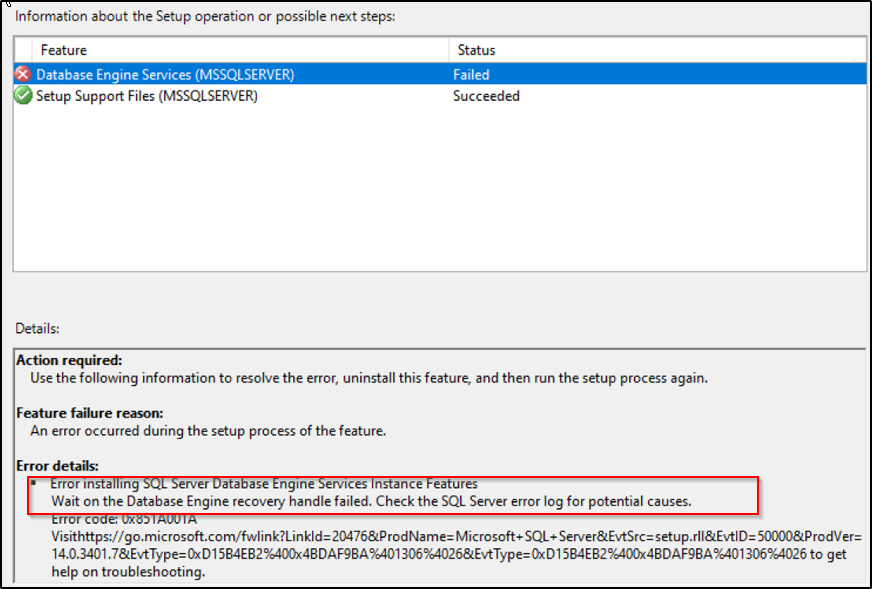 Information about the Setup operation or possible next steps:
Feature Status
Database Engine Services (MSSQLSERVER) Failed
Setup Support Files (MSSQLSERVER) Succeeded
Details:
Action required:
Use the following information to resolve the error, uninstall this feature, and then run the setup process again.
Feature failure reason:
An error occurred during the setup process of the feature.
Error details:
Error installing SQL Server Database Engine Services Instance Features
Wait on the Database Engine recovery handle failed. Check the SQL Server error log for potential causes.
Error code: 0x851A001A
Visithttps://go.microsoft.com/fwlink?LinkId=20476&ProdName=Microsoft+SQL+Server&EvtSrc=setup.rll&EvtID=50000&ProdVer=
14.0.3401.7&EvtType=0xD15B4EB2%400x4BDAF9BA%401306%4026&EvtType=0xD15B4EB2%400x4BDAF9BA%401306%4026 to get
help on troubleshooting.